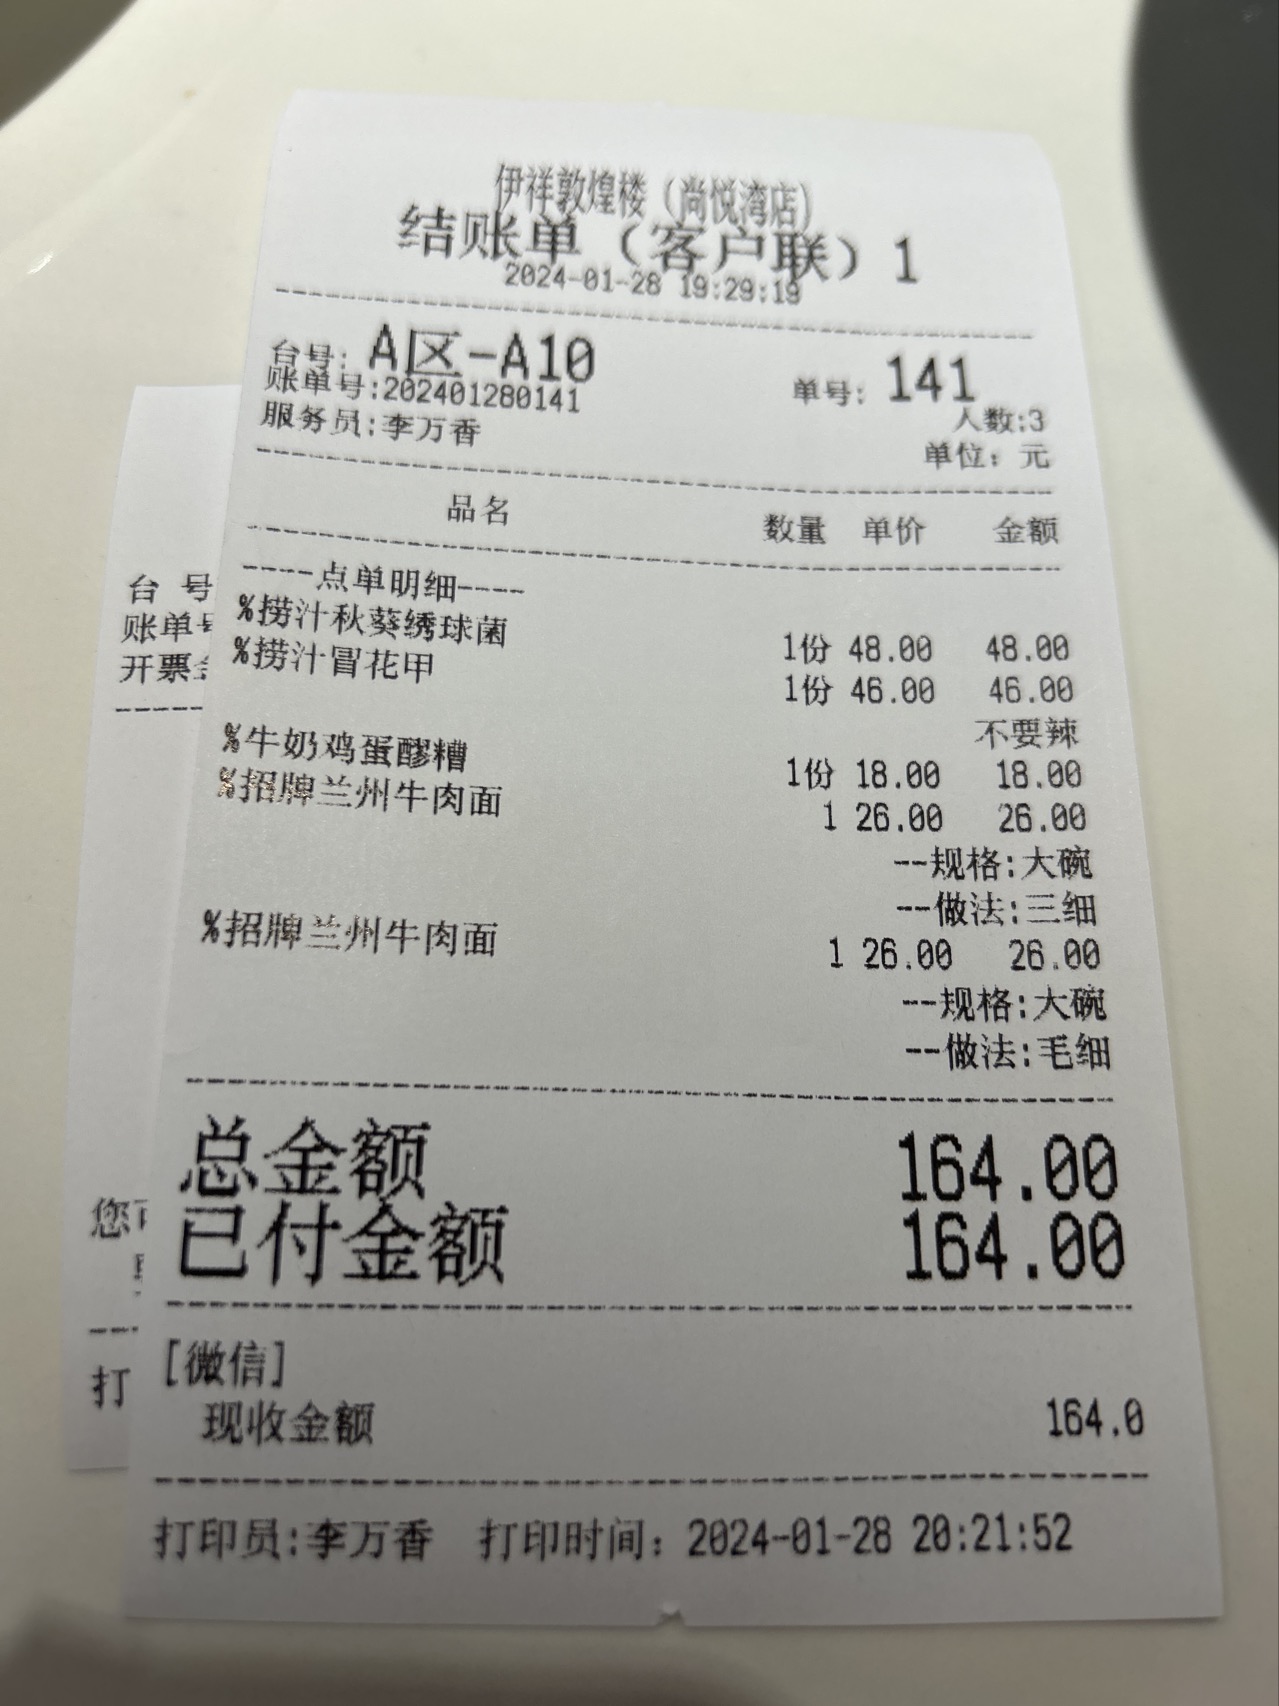 伊祥敦煌楼（尚悦湾店）
结账单（客户联）1
2024-01-28 19:29:19
台号: A区-A10 单号: 141
账单号:202401280141 人数:3
服务员:李万香 单位: 元
品名 数量 单价 金额
----点单明细----
%捞汁秋葵绣球菌 1份 48.00 48.00
%捞汁冒花甲 1份 46.00 46.00
不要辣
%牛奶鸡蛋醪糟 1份 18.00 18.00
%招牌兰州牛肉面 1 26.00 26.00
--规格:大碗
--做法:三细
%招牌兰州牛肉面 1 26.00 26.00
--规格:大碗
--做法:毛细
总金额 164.00
已付金额 164.00
[微信]
现收金额 164.0
打印员:李万香 打印时间: 2024-01-28 20:21:52
台 号
账单号
开票
您
打